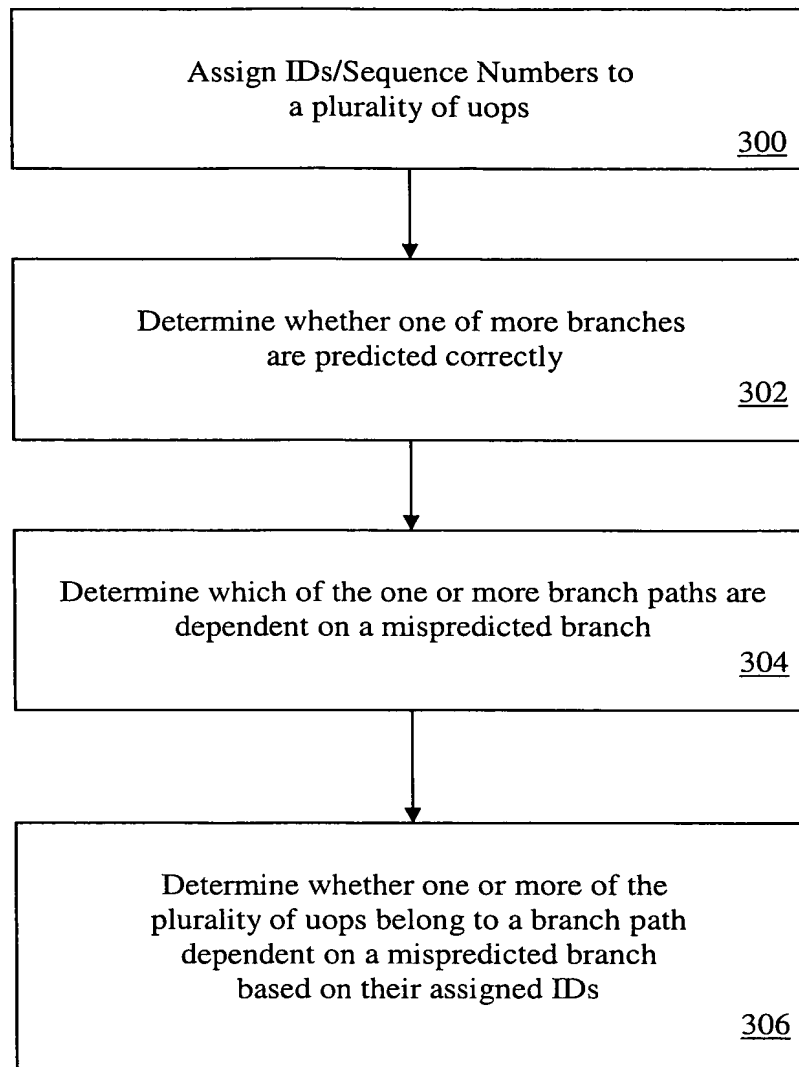 Assign IDs/Sequence Numbers to
a plurality of uops
300
Determine whether one of more branches
are predicted correctly
302
Determine which of the one or more branch paths are
dependent on a mispredicted branch
304
Determine whether one or more of the
plurality of uops belong to a branch path
dependent on a mispredicted branch
based on their assigned IDs
306